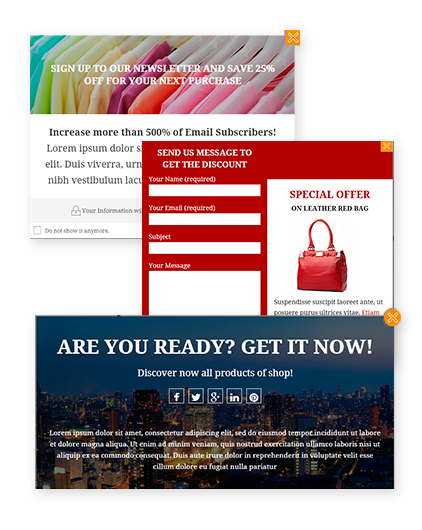 SIGN UP TO OUR NEWSLETTER AND SAVE 25%
OFF FOR YOUR NEXT PURCHASE
Increase more than 500% of Email Subscribers!
Lorem ipsum dolor si
elit. Duis viverra, urn
nibh vestibulum lacu
Your Information wi
Do not show it anymore.
SEND US MESSAGE TO
GET THE DISCOUNT
Your Name (required)
Your Email (required)
Subject
Your Message
SPECIAL OFFER
ON LEATHER RED BAG
Suspendisse suscipit laoreet ante, ut
posuere purus ultrices vitae. Etiam
ARE YOU READY? GET IT NOW!
Discover now all products of shop!
Lorem ipsum dolor sit amet, consectetur adipiscing elit, sed do eiusmod tempor incididunt ut labore
et dolore magna aliqua. Ut enim ad minim veniam, quis nostrud exercitation ullamco laboris nisi ut
aliquip ex ea commodo consequat. Duis aute irure dolor in reprehenderit in voluptate velit esse
cillum dolore eu fugiat nulla pariatur